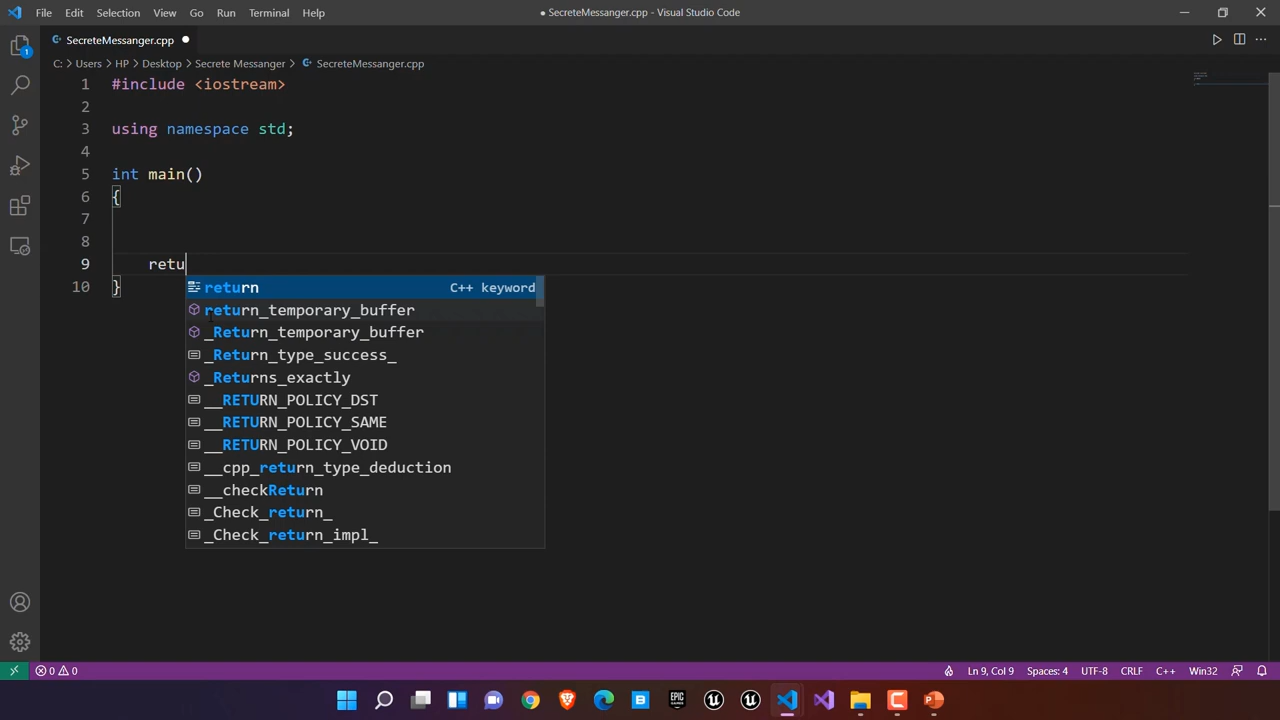 File Edit Selection View Go Run Terminal Help ● SecreteMessanger.cpp - Visual Studio Code
SecreteMessanger.cpp ●
C: > Users > HP > Desktop > Secrete Messanger > SecreteMessanger.cpp
1 #include <iostream>
2
3 using namespace std;
4
5 int main()
6 {
7
8
9 retu
10 }
return C++ keyword
return_temporary_buffer
_Return_temporary_buffer
_Return_type_success_
_Returns_exactly
__RETURN_POLICY_DST
__RETURN_POLICY_SAME
__RETURN_POLICY_VOID
__cpp_return_type_deduction
__checkReturn
_Check_return_
_Check_return_impl_
1
0 0 Ln 9, Col 9 Spaces: 4 UTF-8 CRLF C++ Win32
EPIC GAMES